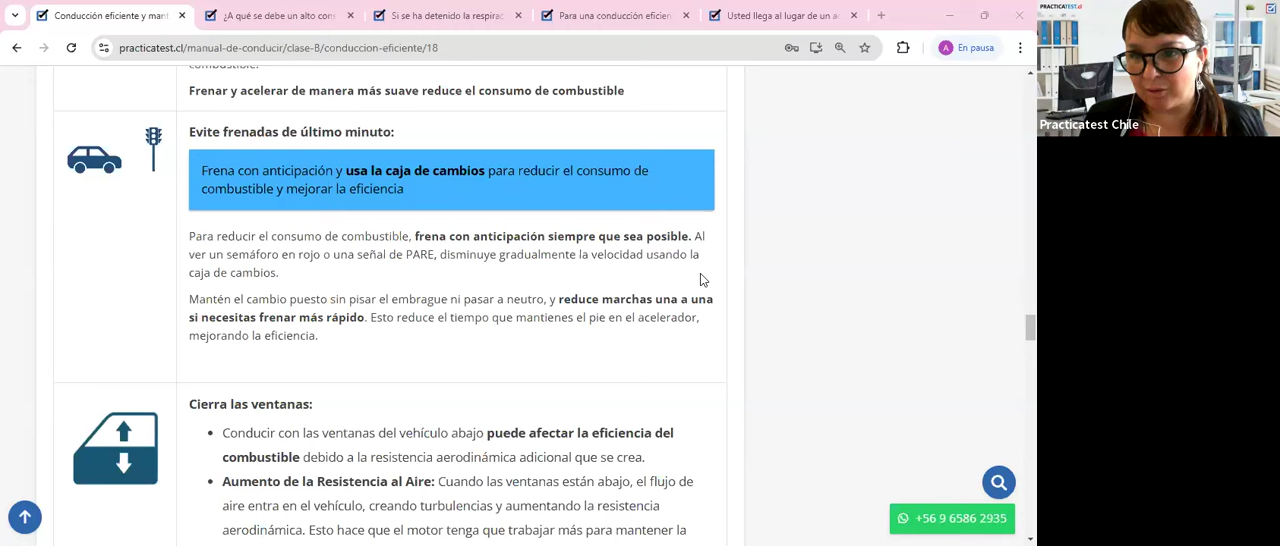 Conducción eficiente y mant
¿A qué se debe un alto cons
Si se ha detenido la respirac
Para una conducción eficien
Usted llega al lugar de un ac
practicatest.cl/manual-de-conducir/clase-B/conduccion-eficiente/18
A
En pausa
PRACTICATEST.cl
Practicatest Chile
combustible.
Frenar y acelerar de manera más suave reduce el consumo de combustible
Evite frenadas de último minuto:
Frena con anticipación y usa la caja de cambios para reducir el consumo de
combustible y mejorar la eficiencia
Para reducir el consumo de combustible, frena con anticipación siempre que sea posible. Al
ver un semáforo en rojo o una señal de PARE, disminuye gradualmente la velocidad usando la
caja de cambios.
Mantén el cambio puesto sin pisar el embrague ni pasar a neutro, y reduce marchas una a una
si necesitas frenar más rápido. Esto reduce el tiempo que mantienes el pie en el acelerador,
mejorando la eficiencia.
Cierra las ventanas:
• Conducir con las ventanas del vehículo abajo puede afectar la eficiencia del
combustible debido a la resistencia aerodinámica adicional que se crea.
• Aumento de la Resistencia al Aire: Cuando las ventanas están abajo, el flujo de
aire entra en el vehículo, creando turbulencias y aumentando la resistencia
aerodinámica. Esto hace que el motor tenga que trabajar más para mantener la
+56 9 6586 2935